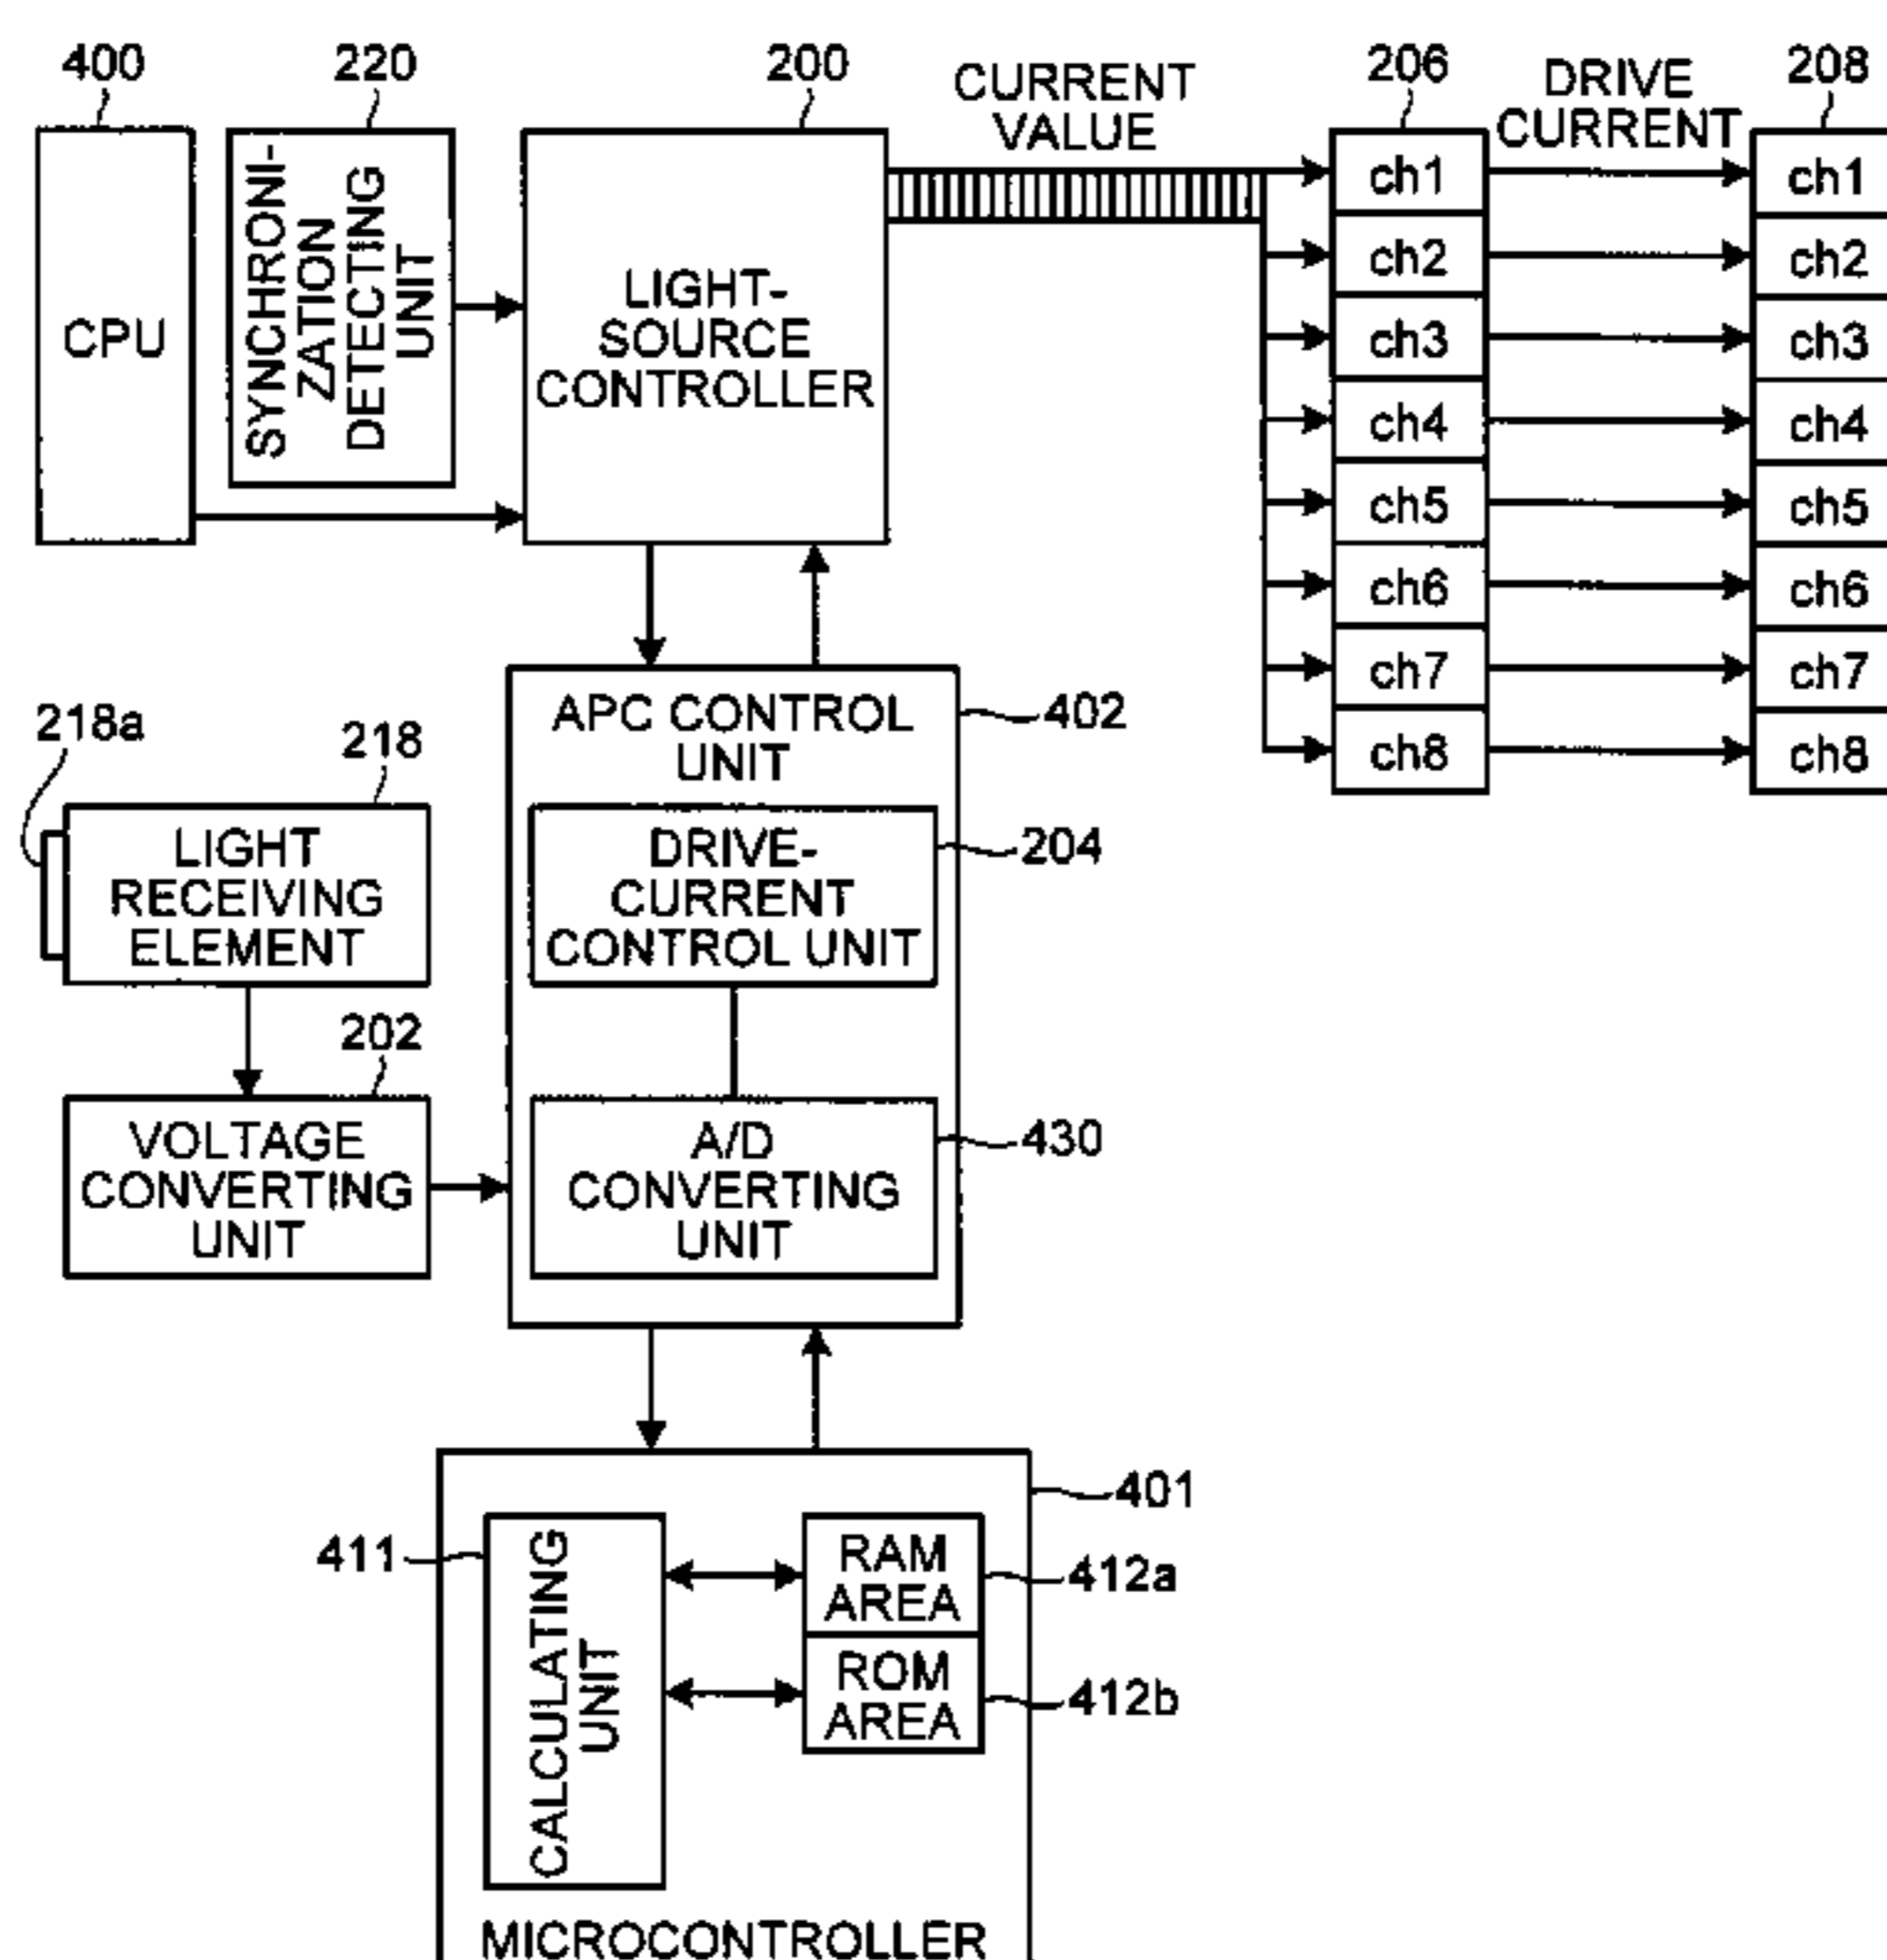 400
220
200
CURRENT
VALUE
206
DRIVE
CURRENT
208
CPU
SYNCHRONI-
ZATION
DETECTING
UNIT
LIGHT-
SOURCE
CONTROLLER
ch1
ch2
ch3
ch4
ch5
ch6
ch7
ch8
ch1
ch2
ch3
ch4
ch5
ch6
ch7
ch8
218a
218
LIGHT
RECEIVING
ELEMENT
202
VOLTAGE
CONVERTING
UNIT
APC CONTROL
UNIT
402
DRIVE-
CURRENT
CONTROL UNIT
204
A/D
CONVERTING
UNIT
430
401
411
CALCULATING
UNIT
RAM
AREA
412a
ROM
AREA
412b
MICROCONTROLLER